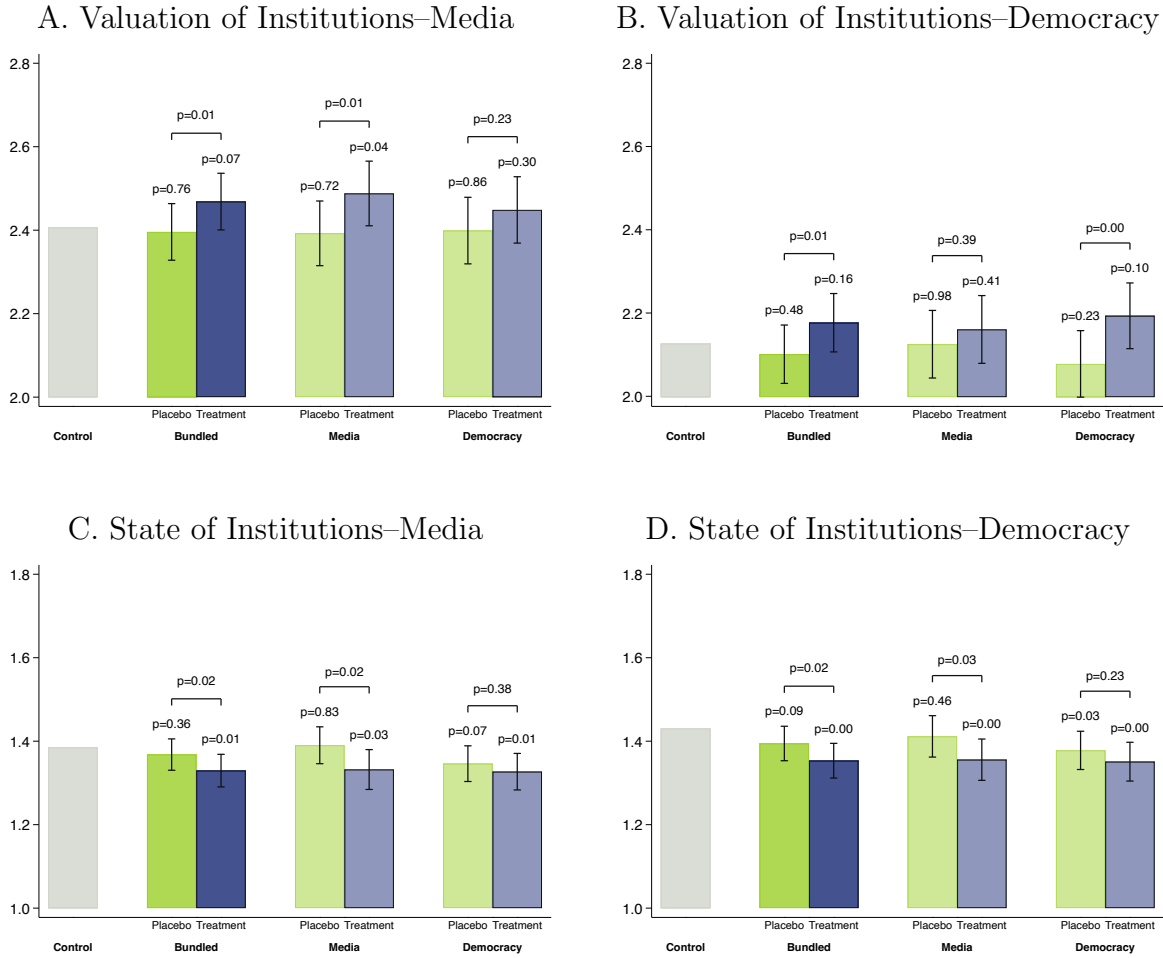 A. Valuation of Institutions–Media
2.8
2.6
2.4
2.2
2.0
p=0.01
p=0.76
p=0.07
p=0.01
p=0.72
p=0.04
p=0.23
p=0.86
p=0.30
Placebo Treatment Placebo Treatment Placebo Treatment
Control Bundled Media Democracy
B. Valuation of Institutions–Democracy
2.8
2.6
2.4
2.2
2.0
p=0.01
p=0.48
p=0.16
p=0.39
p=0.98
p=0.41
p=0.00
p=0.23
p=0.10
Placebo Treatment Placebo Treatment Placebo Treatment
Control Bundled Media Democracy
C. State of Institutions–Media
1.8
1.6
1.4
1.2
1.0
p=0.02
p=0.36
p=0.01
p=0.02
p=0.83
p=0.03
p=0.38
p=0.07
p=0.01
Placebo Treatment Placebo Treatment Placebo Treatment
Control Bundled Media Democracy
D. State of Institutions–Democracy
1.8
1.6
1.4
1.2
1.0
p=0.02
p=0.09
p=0.00
p=0.03
p=0.46
p=0.00
p=0.23
p=0.03
p=0.00
Placebo Treatment Placebo Treatment Placebo Treatment
Control Bundled Media Democracy